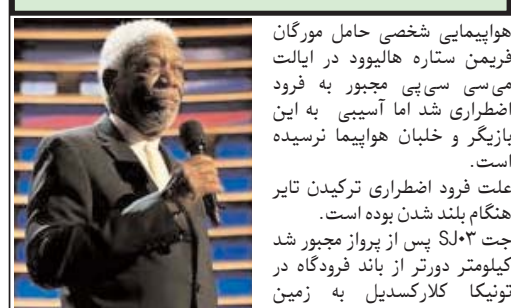 هواپیمایی شخصی حامل مورگان
فریمن ستاره هالیوود در ایالت
می‌سی سی‌پی مجبور به فرود
اضطراری شد اما آسیبی به این
بازیگر و خلبان هواپیما نرسیده
است.
علت فرود اضطراری ترکیدن تایر
هنگام بلند شدن بوده است.
جت SJ۰۳ پس از پرواز مجبور شد
کیلومتر دورتر از باند فرودگاه در
تونیکا کلارکسدیل به زمین